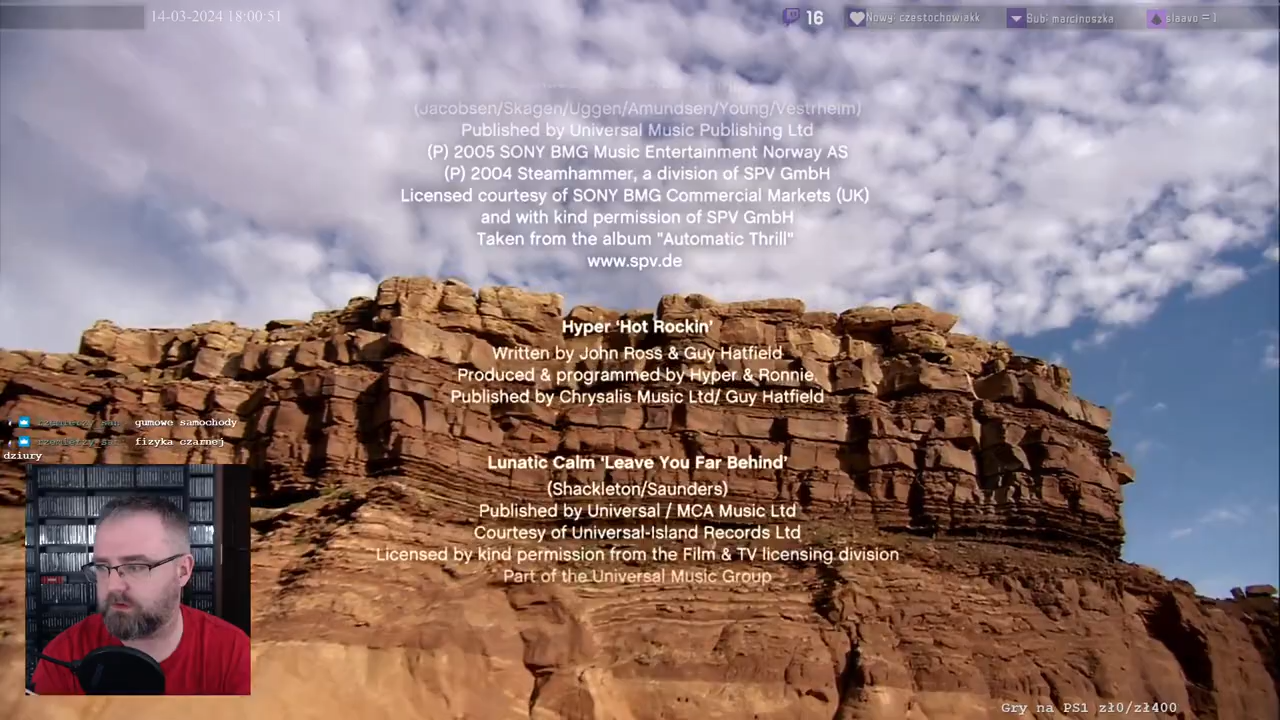 14-03-2024 18:00:51
16
Nowy: czestochowiakk
Sub: marcinoszka
slaavo = 1
(Jacobsen/Skagen/Uggen/Amundsen/Young/Vestrheim)
Published by Universal Music Publishing Ltd
(P) 2005 SONY BMG Music Entertainment Norway AS
(P) 2004 Steamhammer, a division of SPV GmbH
Licensed courtesy of SONY BMG Commercial Markets (UK)
and with kind permission of SPV GmbH
Taken from the album "Automatic Thrill"
www.spv.de
Hyper 'Hot Rockin'
Written by John Ross & Guy Hatfield
Produced & programmed by Hyper & Ronnie.
Published by Chrysalis Music Ltd/ Guy Hatfield
Lunatic Calm 'Leave You Far Behind'
(Shackleton/Saunders)
Published by Universal / MCA Music Ltd
Courtesy of Universal-Island Records Ltd
Licensed by kind permission from the Film & TV licensing division
Part of the Universal Music Group
gumowe samochody
fizyka czarnej
dziury
Gry na PS1 zł0/zł400